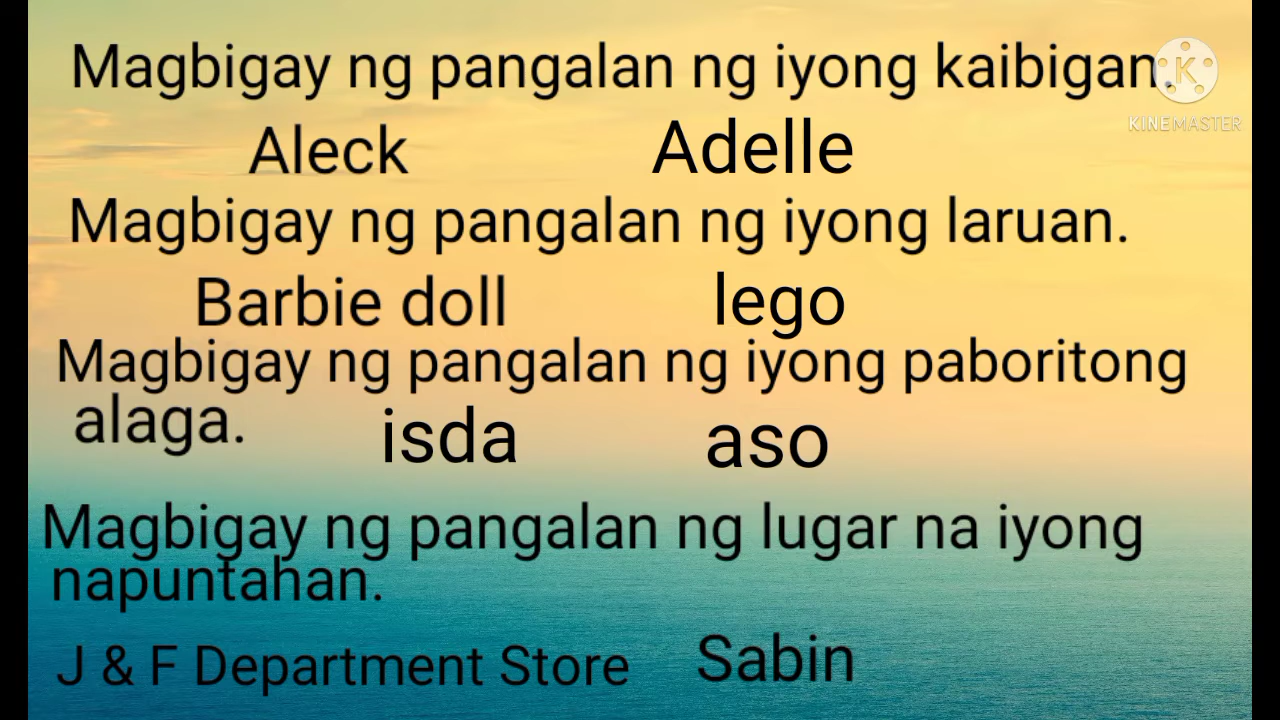 Magbigay ng pangalan ng iyong kaibigan.
KINEMASTER
Aleck Adelle
Magbigay ng pangalan ng iyong laruan.
Barbie doll lego
Magbigay ng pangalan ng iyong paboritong
alaga. isda aso
Magbigay ng pangalan ng lugar na iyong
napuntahan.
J & F Department Store Sabin